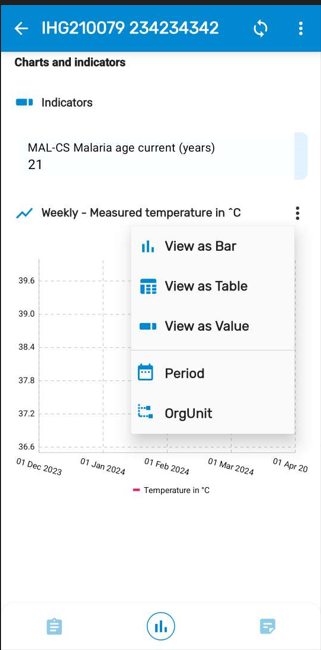 IHG210079 234234342
Charts and indicators
Indicators
MAL-CS Malaria age current (years)
21
Weekly - Measured temperature in ˆC
View as Bar
View as Table
View as Value
Period
OrgUnit
39.6
39.0
38.4
37.8
37.2
36.6
01 Dec 2023
01 Jan 2024
01 Feb 2024
01 Mar 2024
01 Apr 20
Temperature in °C